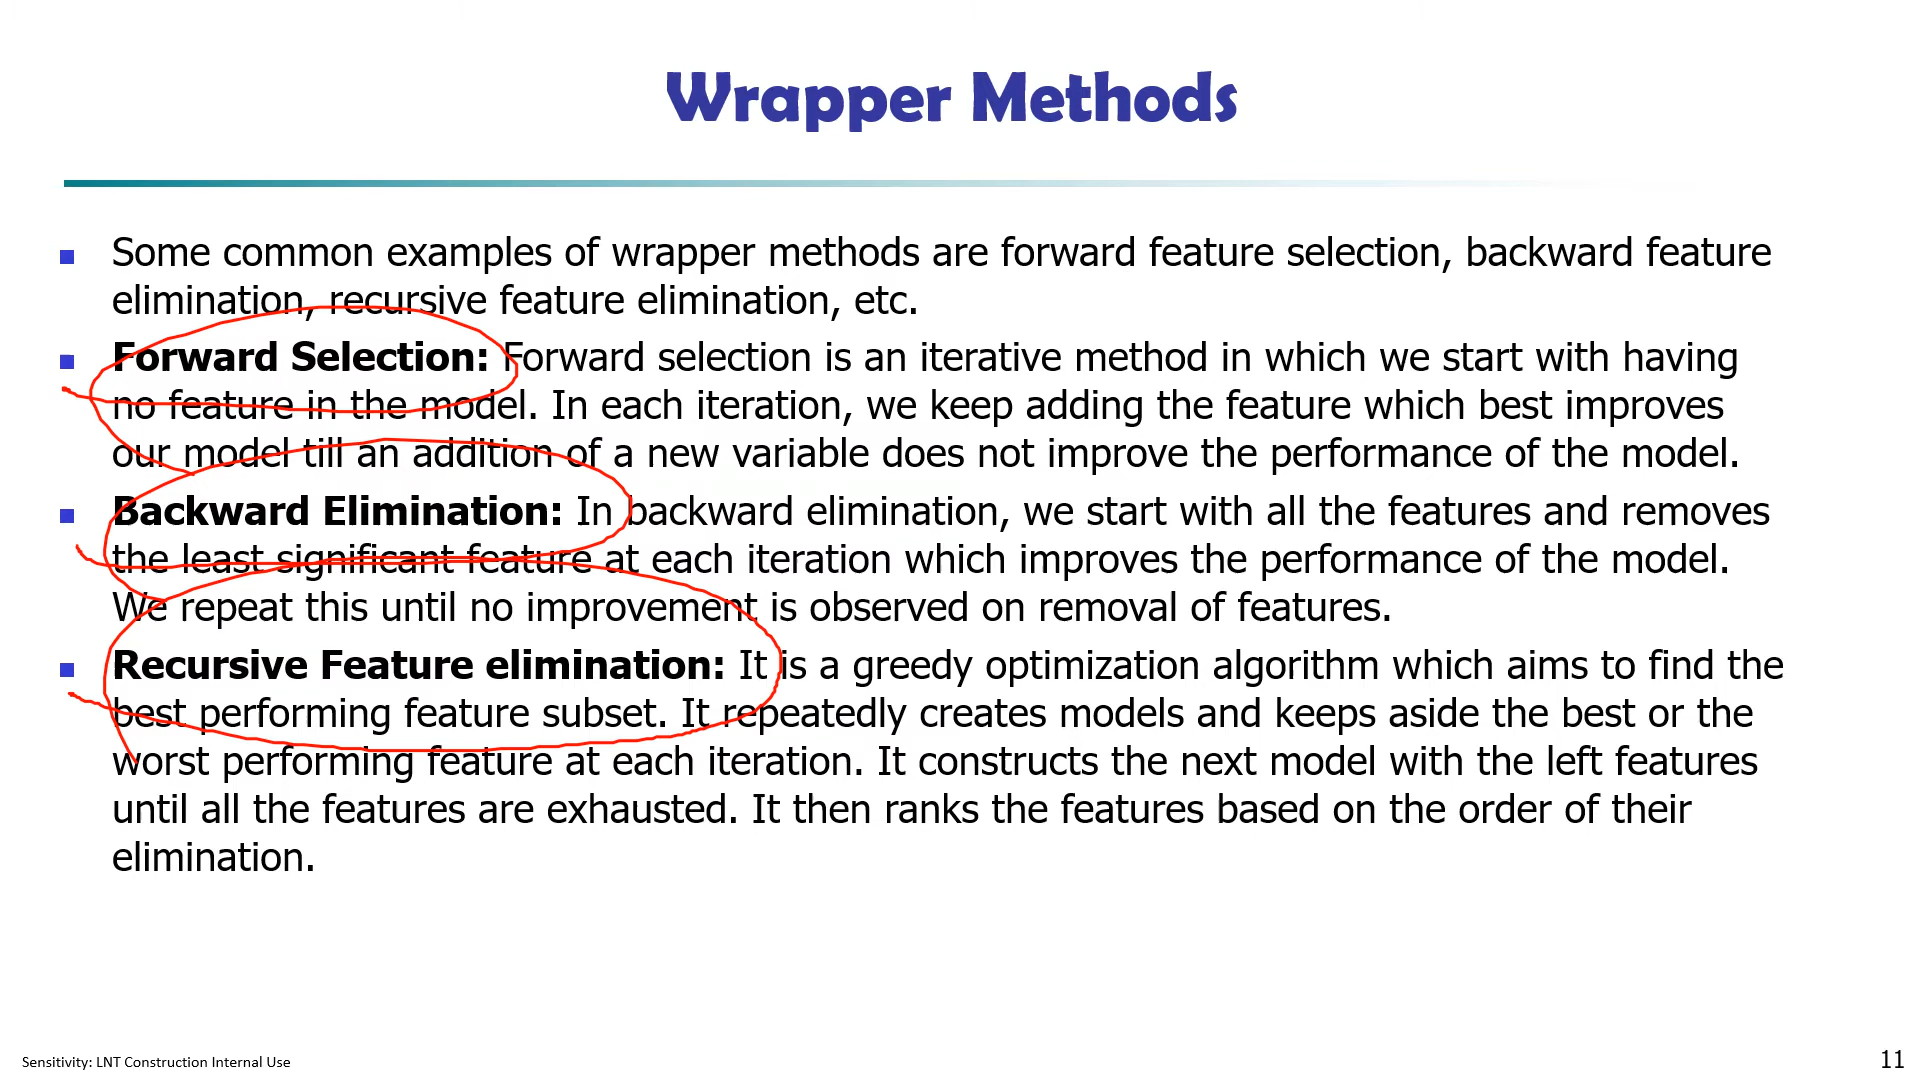 Wrapper Methods
Some common examples of wrapper methods are forward feature selection, backward feature
elimination, recursive feature elimination, etc.
Forward Selection: Forward selection is an iterative method in which we start with having
no feature in the model. In each iteration, we keep adding the feature which best improves
our model till an addition of a new variable does not improve the performance of the model.
Backward Elimination: In backward elimination, we start with all the features and removes
the least significant feature at each iteration which improves the performance of the model.
We repeat this until no improvement is observed on removal of features.
Recursive Feature elimination: It is a greedy optimization algorithm which aims to find the
best performing feature subset. It repeatedly creates models and keeps aside the best or the
worst performing feature at each iteration. It constructs the next model with the left features
until all the features are exhausted. It then ranks the features based on the order of their
elimination.
Sensitivity: LNT Construction Internal Use
11